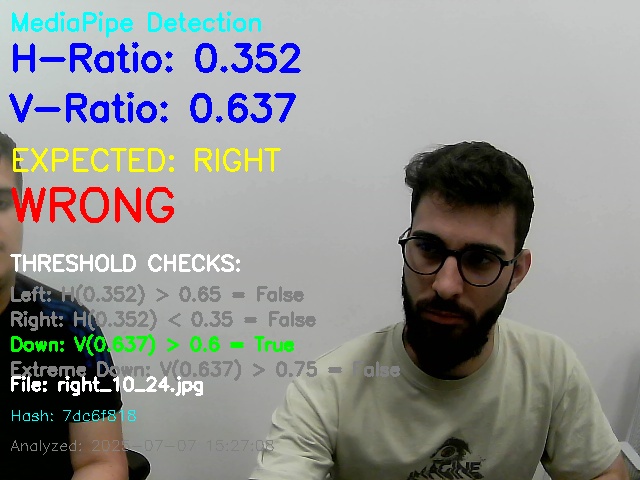 MediaPipe Detection
H-Ratio: 0.352
V-Ratio: 0.637
EXPECTED: RIGHT
WRONG
THRESHOLD CHECKS:
Left: H(0.352) > 0.65 = False
Right: H(0.352) < 0.35 = False
Down: V(0.637) > 0.6 = True
Extreme Down: V(0.637) > 0.75 = False
File: right_10_24.jpg
Hash: 7dc6f818
Analyzed: 2025-07-07 15:27:08
IMAGINE